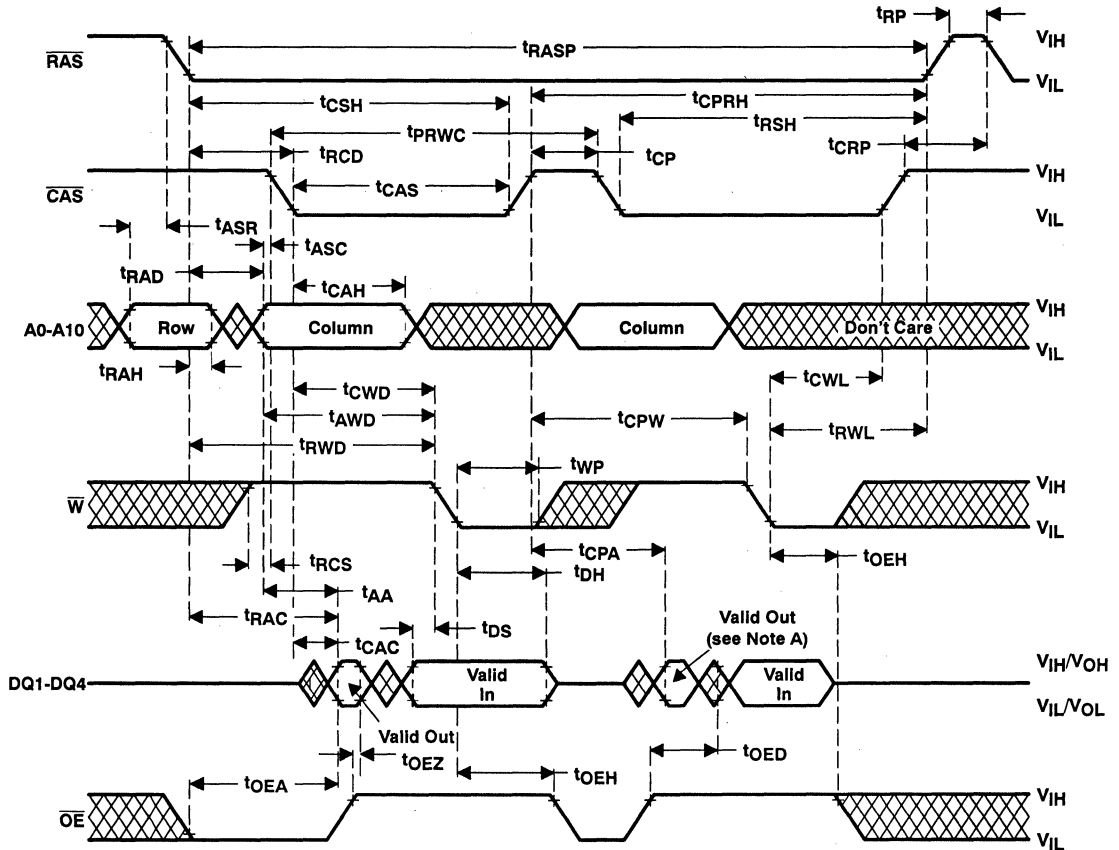 tRP
RAS
tRASP
VIH
VIL
tCSH
tCPRH
tPRWC
tRSH
tRCD
tCP
tCRP
CAS
tCAS
VIH
VIL
tASR
tASC
tRAD
tCAH
A0-A10
Row
Column
Column
Don't Care
VIH
VIL
tRAH
tCWD
tCWL
tAWD
tCPW
tRWD
tRWL
tWP
W
VIH
VIL
tRCS
tCPA
tOEH
tAA
tDH
tRAC
tDS
Valid Out
(see Note A)
tCAC
DQ1-DQ4
Valid
In
Valid
In
VIH/VOH
VIL/VOL
Valid Out
tOEZ
tOED
tOEA
tOEH
OE
VIH
VIL